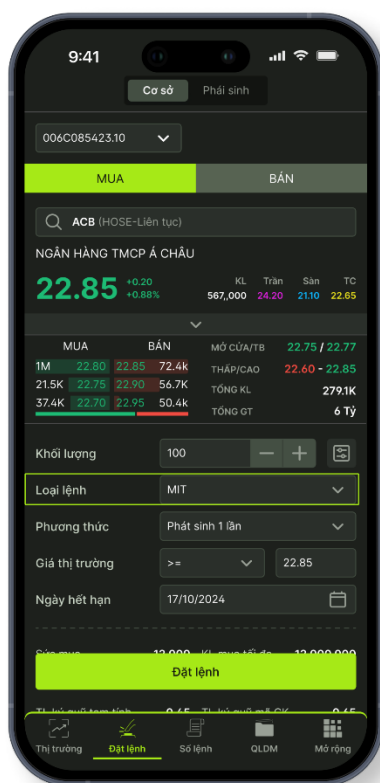 9:41
Cơ sở Phái sinh
006C085423.10
MUA BÁN
ACB (HOSE-Liên tục)
NGÂN HÀNG TMCP Á CHÂU
22.85 +0.20 +0.88%
KL Trần Sàn TC
567,,000 24.20 21.10 22.65
MUA BÁN MỞ CỬA/TB 22.75 / 22.77
1M 22.80 22.85 72.4k THẤP/CAO 22.60 - 22.85
21.5K 22.75 22.90 56.7K TỔNG KL 279.1K
37.4K 22.70 22.95 50.4k TỔNG GT 6 Tỷ
Khối lượng 100
Loại lệnh MIT
Phương thức Phát sinh 1 lần
Giá thị trường >= 22.85
Ngày hết hạn 17/10/2024
Đặt lệnh
Thị trường Đặt lệnh Sổ lệnh QLDM Mở rộng